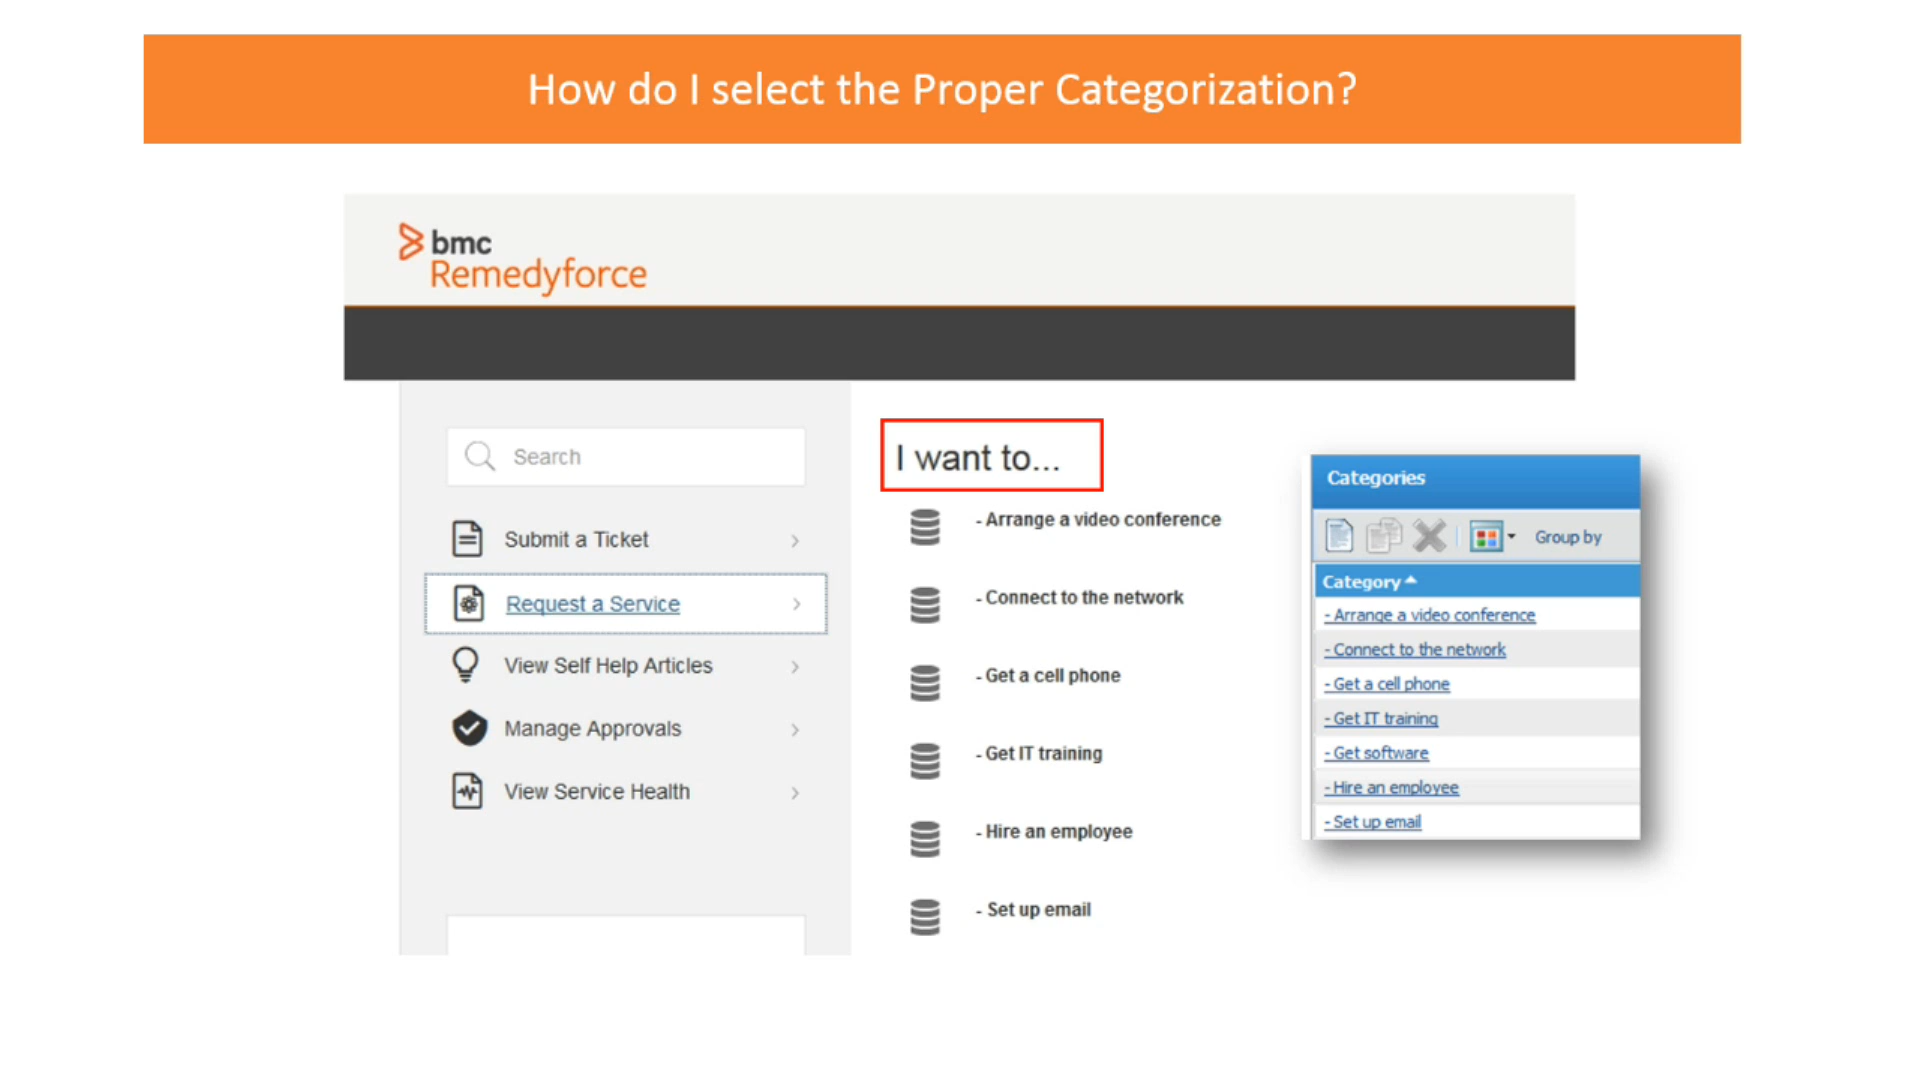 How do I select the Proper Categorization?
bmc
Remedyforce
Search
Submit a Ticket
Request a Service
View Self Help Articles
Manage Approvals
View Service Health
I want to...
- Arrange a video conference
- Connect to the network
- Get a cell phone
- Get IT training
- Hire an employee
- Set up email
Categories
Group by
Category
- Arrange a video conference
- Connect to the network
- Get a cell phone
- Get IT training
- Get software
- Hire an employee
- Set up email